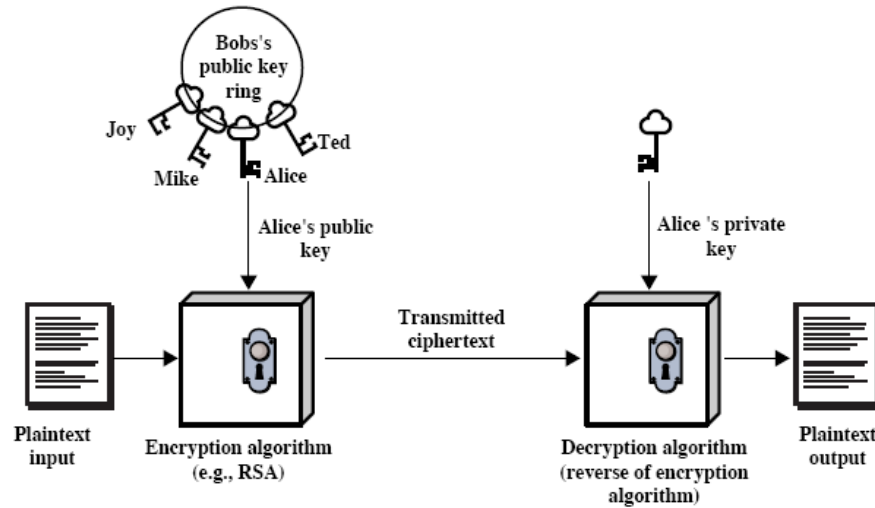 Bobs's
public key
ring
Joy
Mike
Alice
Ted
Alice's public
key
Alice 's private
key
Transmitted
ciphertext
Plaintext
input
Encryption algorithm
(e.g., RSA)
Decryption algorithm
(reverse of encryption
algorithm)
Plaintext
output